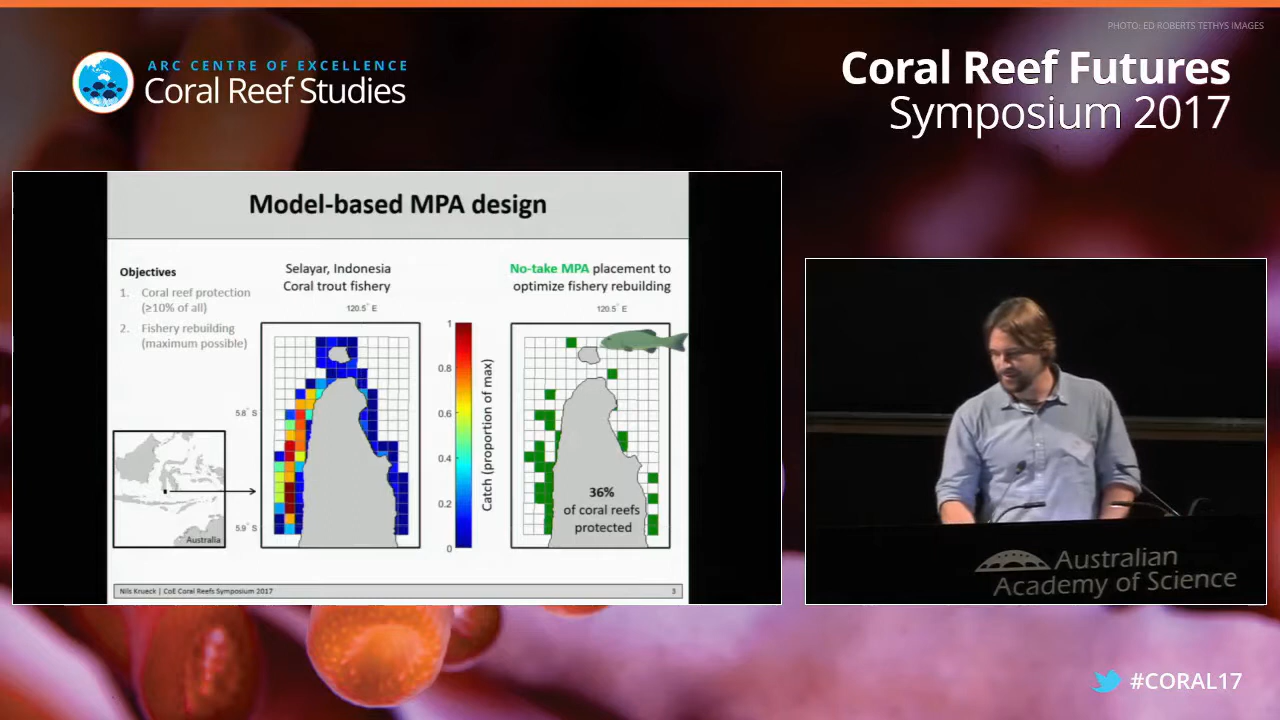 PHOTO: ED ROBERTS TETHYS IMAGES
ARC CENTRE OF EXCELLENCE
Coral Reef Studies
Coral Reef Futures
Symposium 2017
Model-based MPA design
Objectives
1. Coral reef protection
(≥10% of all)
2. Fishery rebuilding
(maximum possible)
Selayar, Indonesia
Coral trout fishery
120.5° E
5.8° S
5.9° S
1
0.8
0.6
0.4
0.2
0
Catch (proportion of max)
No-take MPA placement to
optimize fishery rebuilding
120.5° E
36%
of coral reefs
protected
Australia
Nils Krueck | CoE Coral Reefs Symposium 2017
3
Australian
Academy of Science
#CORAL17